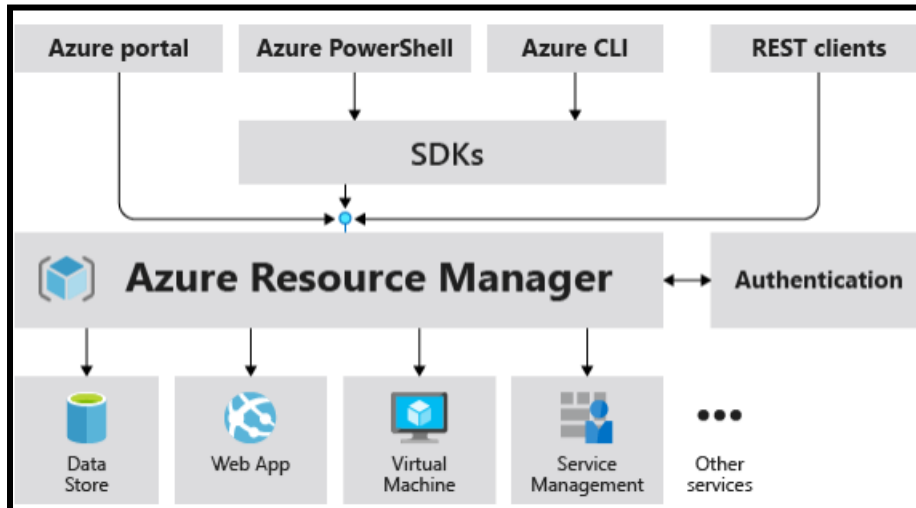 Azure portal
Azure PowerShell
Azure CLI
REST clients
SDKs
Azure Resource Manager
Authentication
Data
Store
Web App
Virtual
Machine
Service
Management
Other
services